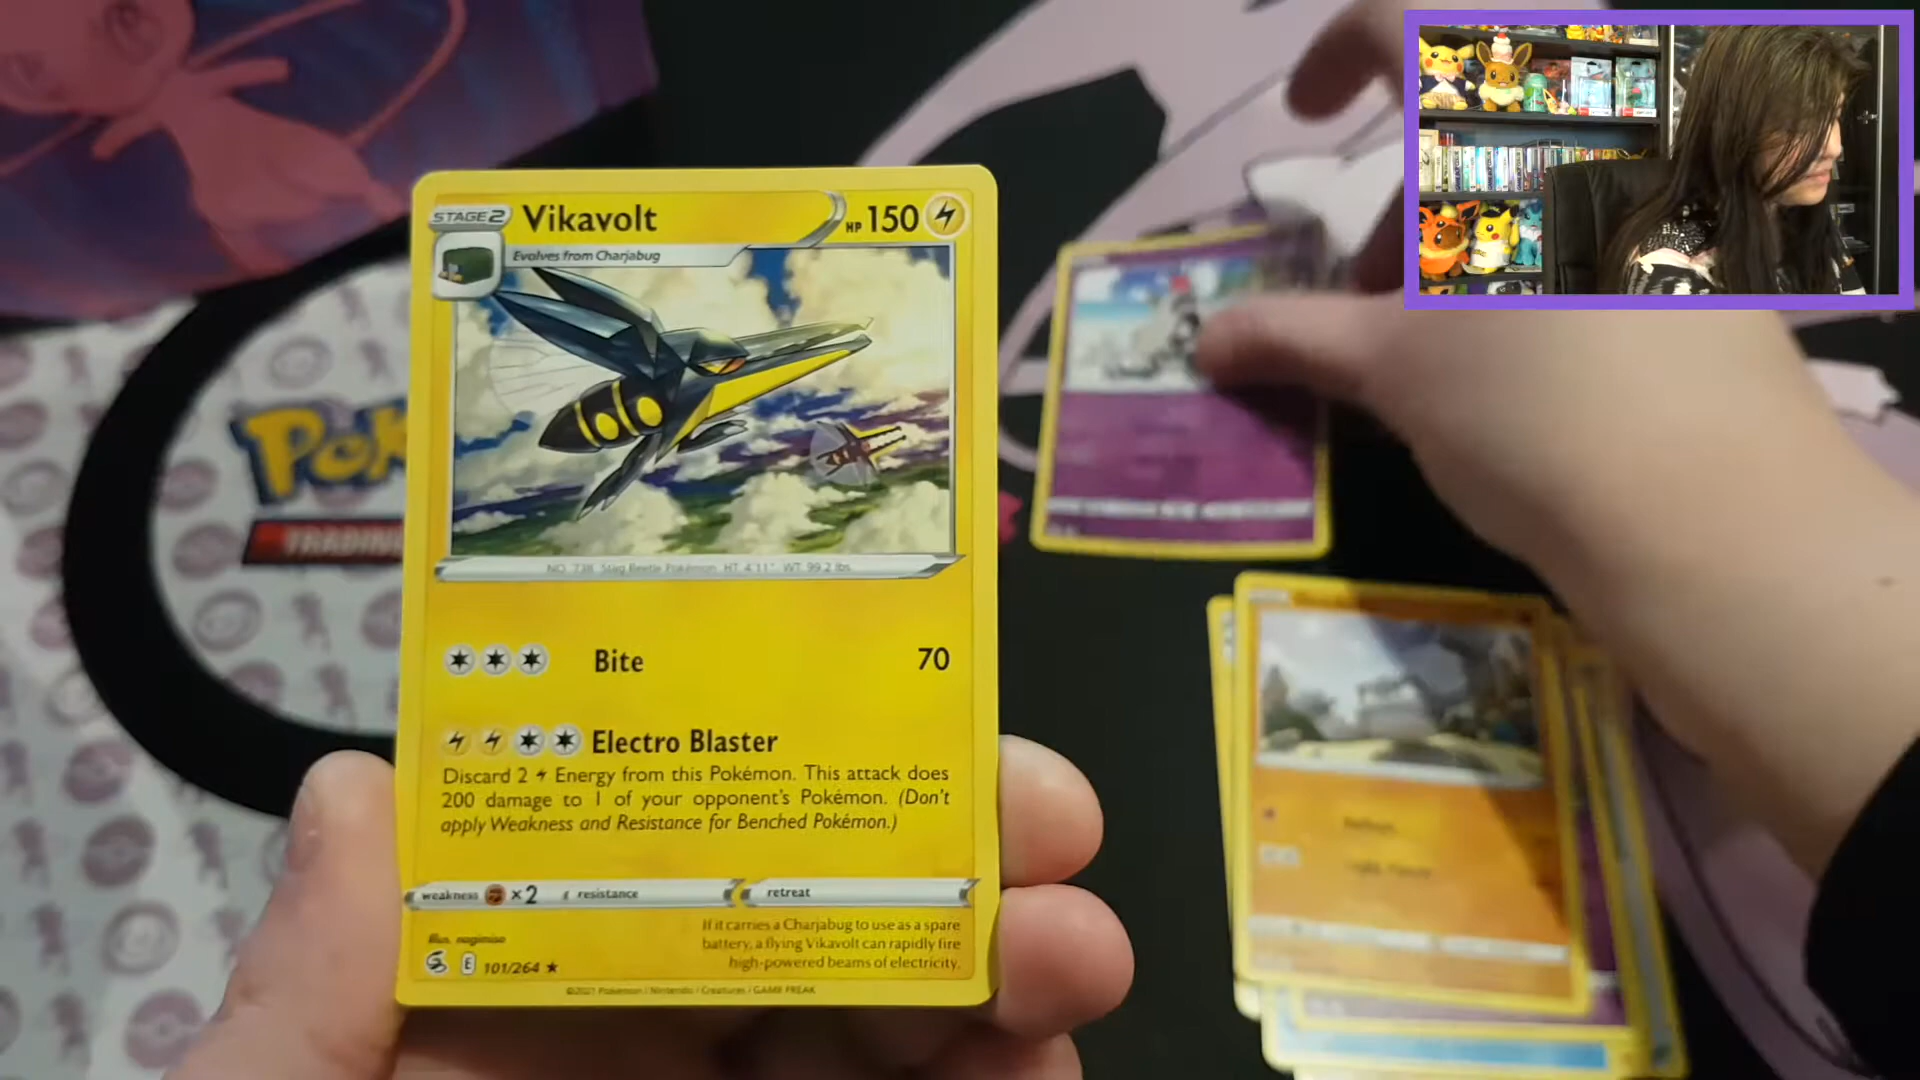 STAGE2 Vikavolt HP 150
Evolves from Charjabug
NO. 738 Stag Beetle Pokémon HT. 4'11" WT. 99.2 lbs
Bite 70
Electro Blaster
Discard 2 Energy from this Pokémon. This attack does
200 damage to 1 of your opponent's Pokémon. (Don't
apply Weakness and Resistance for Benched Pokémon.)
weakness ×2 resistance retreat
If it carries a Charjabug to use as a spare
battery, a flying Vikavolt can rapidly fire
high-powered beams of electricity.
Illus. nagimiso
E 101/264 ★
©2021 Pokémon / Nintendo / Creatures / GAME FREAK
POK
TRADING